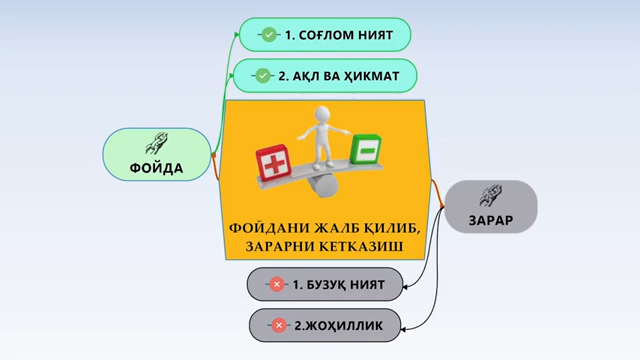 1. СОҒЛОМ НИЯТ
2. АҚЛ ВА ҲИКМАТ
ФОЙДА
ФОЙДАНИ ЖАЛБ ҚИЛИБ,
ЗАРАРНИ КЕТКАЗИШ
ЗАРАР
1. БУЗУҚ НИЯТ
2.ЖОҲИЛЛИК